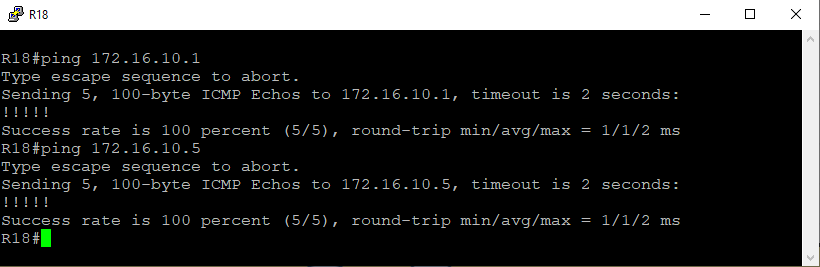 R18
R18#ping 172.16.10.1
Type escape sequence to abort.
Sending 5, 100-byte ICMP Echos to 172.16.10.1, timeout is 2 seconds:
!!!!!
Success rate is 100 percent (5/5), round-trip min/avg/max = 1/1/2 ms
R18#ping 172.16.10.5
Type escape sequence to abort.
Sending 5, 100-byte ICMP Echos to 172.16.10.5, timeout is 2 seconds:
!!!!!
Success rate is 100 percent (5/5), round-trip min/avg/max = 1/1/2 ms
R18#